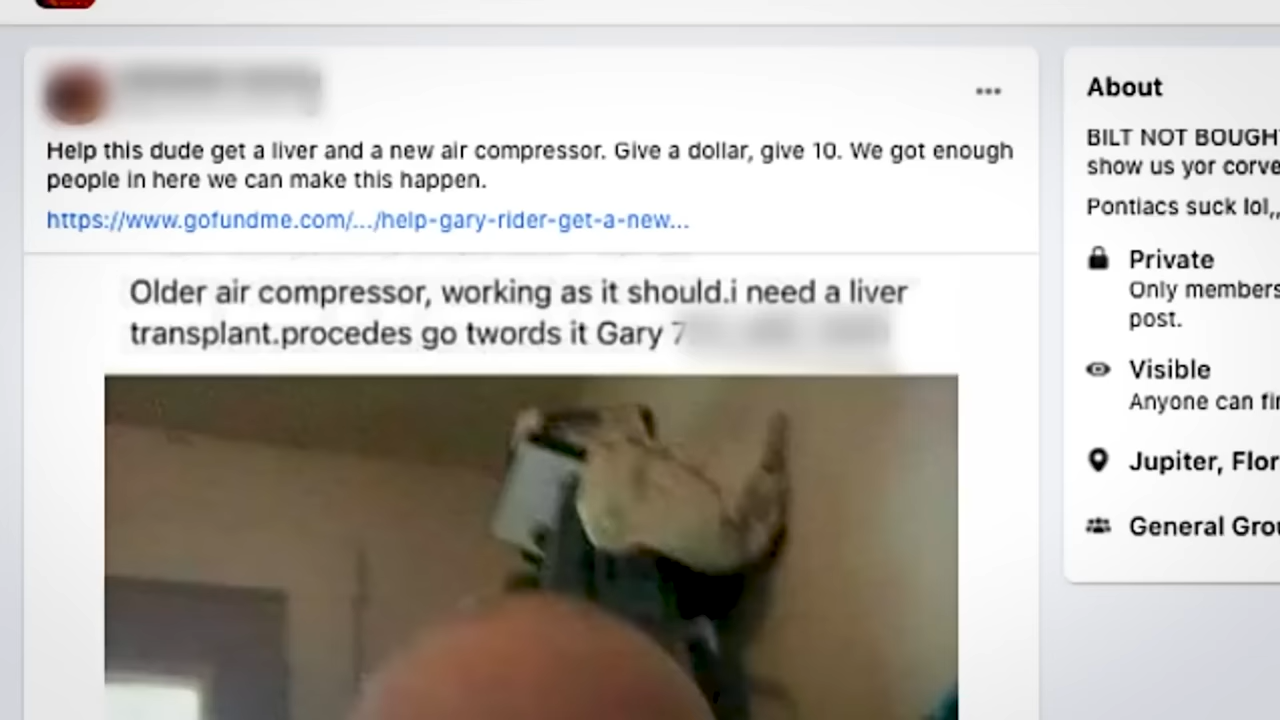 Help this dude get a liver and a new air compressor. Give a dollar, give 10. We got enough
people in here we can make this happen.
https://www.gofundme.com/.../help-gary-rider-get-a-new...
Older air compressor, working as it should.i need a liver
transplant.procedes go twords it Gary 7
About
BILT NOT BOUGHT
show us yor corve
Pontiacs suck lol,,
Private
Only members
post.
Visible
Anyone can fi
Jupiter, Flor
General Grou